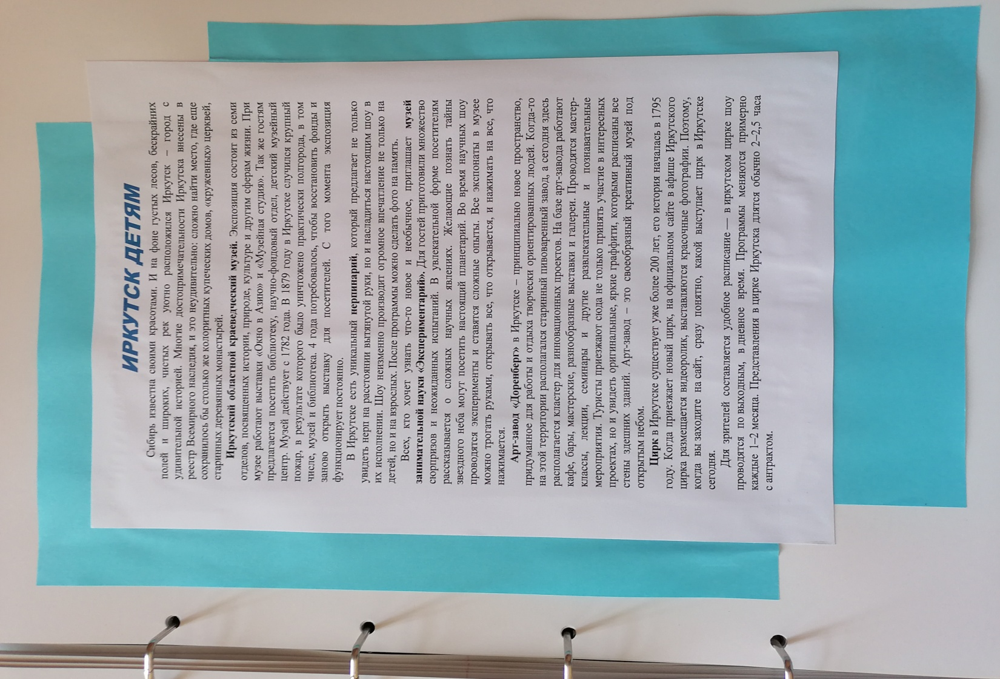 ИРКУТСК ДЕТЯМ
Сибирь известна своими красотами. И на фоне густых лесов, бескрайних
полей и широких, чистых рек уютно расположился Иркутск – город с
удивительной историей. Многие достопримечательности Иркутска внесены в
реестр Всемирного наследия, и это неудивительно: сложно найти место, где еще
сохранилось бы столько же колоритных купеческих домов, «кружевных» церквей,
старинных деревянных монастырей.
Иркутский областной краеведческий музей. Экспозиция состоит из семи
отделов, посвященных истории, природе, культуре и другим сферам жизни. При
музее работают выставки «Окно в Азию» и «Музейная студия». Так же гостям
предлагается посетить библиотеку, научно-фондовый отдел, детский музейный
центр. Музей действует с 1782 года. В 1879 году в Иркутске случился крупный
пожар, в результате которого было уничтожено практически полгорода, в том
числе, музей и библиотека. 4 года потребовалось, чтобы восстановить фонды и
заново открыть выставку для посетителей. С того момента экспозиция
функционирует постоянно.
В Иркутске есть уникальный нерпинарий, который предлагает не только
увидеть нерп на расстоянии вытянутой руки, но и насладиться настоящим шоу в
их исполнении. Шоу неизменно производит огромное впечатление не только на
детей, но и на взрослых. После программы можно сделать фото на память.
Всех, кто хочет узнать что-то новое и необычное, приглашает музей
занимательной науки «Экспериментарий». Для гостей приготовили множество
сюрпризов и неожиданных испытаний. В увлекательной форме посетителям
рассказывается о сложных научных явлениях. Желающие познать тайны
звездного неба могут посетить настоящий планетарий. Во время научных шоу
проводятся эксперименты и ставятся сложные опыты. Все экспонаты в музее
можно трогать руками, открывать все, что открывается, и нажимать на все, что
нажимается.
Арт-завод «Доренберг» в Иркутске – принципиально новое пространство,
придуманное для работы и отдыха творчески ориентированных людей. Когда-то
на этой территории располагался старинный пивоваренный завод, а сегодня здесь
располагается кластер для инновационных проектов. На базе арт-завода работают
кафе, бары, мастерские, разнообразные выставки и галереи. Проводятся мастер-
классы, лекции, семинары и другие развлекательные и познавательные
мероприятия. Туристы приезжают сюда не только принять участие в интересных
проектах, но и увидеть оригинальные, яркие граффити, которыми расписаны все
стены здешних зданий. Арт-завод – это своеобразный креативный музей под
открытым небом.
Цирк в Иркутске существует уже более 200 лет, его история началась в 1795
году. Когда приезжает новый цирк, на официальном сайте в афише Иркутского
цирка размещается видеоролик, выставляются красочные фотографии. Поэтому,
когда вы заходите на сайт, сразу понятно, какой выступает цирк в Иркутске
сегодня.
Для зрителей составляется удобное расписание — в иркутском цирке шоу
проводятся по выходным, в дневное время. Программы меняются примерно
каждые 1–2 месяца. Представления в цирке Иркутска длятся обычно 2–2,5 часа
с антрактом.